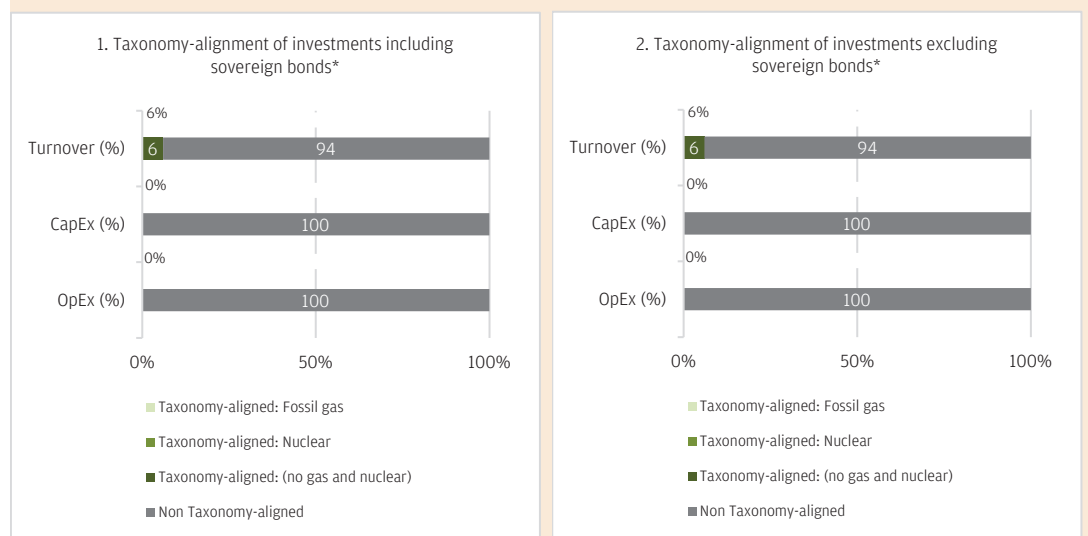 1. Taxonomy-alignment of investments including
sovereign bonds*
6%
Turnover (%) 6 94
0%
CapEx (%) 100
0%
OpEx (%) 100
0% 50% 100%
Taxonomy-aligned: Fossil gas
Taxonomy-aligned: Nuclear
Taxonomy-aligned: (no gas and nuclear)
Non Taxonomy-aligned
2. Taxonomy-alignment of investments excluding
sovereign bonds*
6%
Turnover (%) 6 94
0%
CapEx (%) 100
0%
OpEx (%) 100
0% 50% 100%
Taxonomy-aligned: Fossil gas
Taxonomy-aligned: Nuclear
Taxonomy-aligned: (no gas and nuclear)
Non Taxonomy-aligned